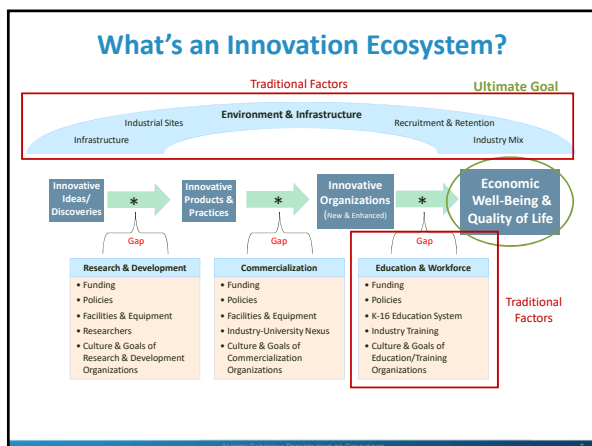 What's an Innovation Ecosystem?
Traditional Factors
Ultimate Goal
Environment & Infrastructure
Industrial Sites
Recruitment & Retention
Infrastructure
Industry Mix
Innovative
Ideas/
Discoveries
*
Innovative
Products &
Practices
*
Innovative
Organizations
(New & Enhanced)
*
Economic
Well-Being &
Quality of Life
Gap
Gap
Gap
Research & Development
• Funding
• Policies
• Facilities & Equipment
• Researchers
• Culture & Goals of
Research & Development
Organizations
Commercialization
• Funding
• Policies
• Facilities & Equipment
• Industry-University Nexus
• Culture & Goals of
Commercialization
Organizations
Education & Workforce
• Funding
• Policies
• K-16 Education System
• Industry Training
• Culture & Goals of
Education/Training
Organizations
Traditional
Factors